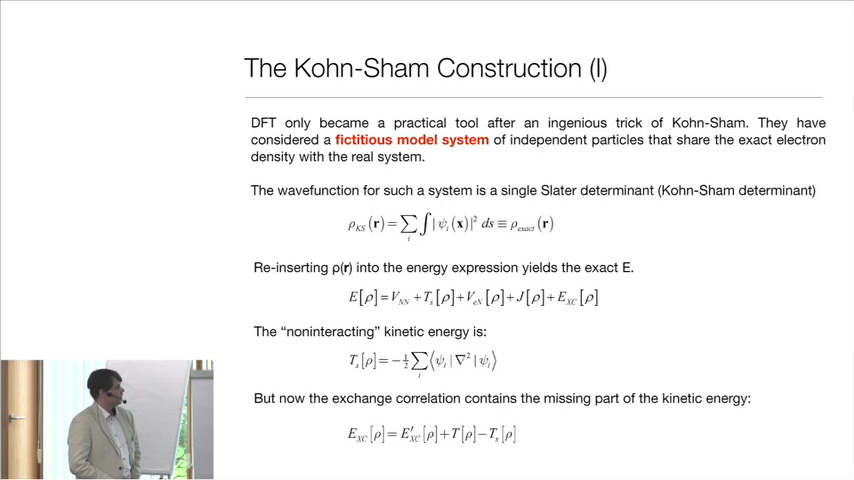 The Kohn-Sham Construction (I)
DFT only became a practical tool after an ingenious trick of Kohn-Sham. They have
considered a fictitious model system of independent particles that share the exact electron
density with the real system.
The wavefunction for such a system is a single Slater determinant (Kohn-Sham determinant)
ρ_KS(r) = ∑_i ∫ |ψ_i(x)|² ds ≡ ρ_exact(r)
Re-inserting ρ(r) into the energy expression yields the exact E.
E[ρ] = V_NN + T_s[ρ] + V_eN[ρ] + J[ρ] + E_XC[ρ]
The “noninteracting” kinetic energy is:
T_s[ρ] = −½ ∑_i ⟨ψ_i | ∇² | ψ_i⟩
But now the exchange correlation contains the missing part of the kinetic energy:
E_XC[ρ] = E′_XC[ρ] + T[ρ] − T_s[ρ]